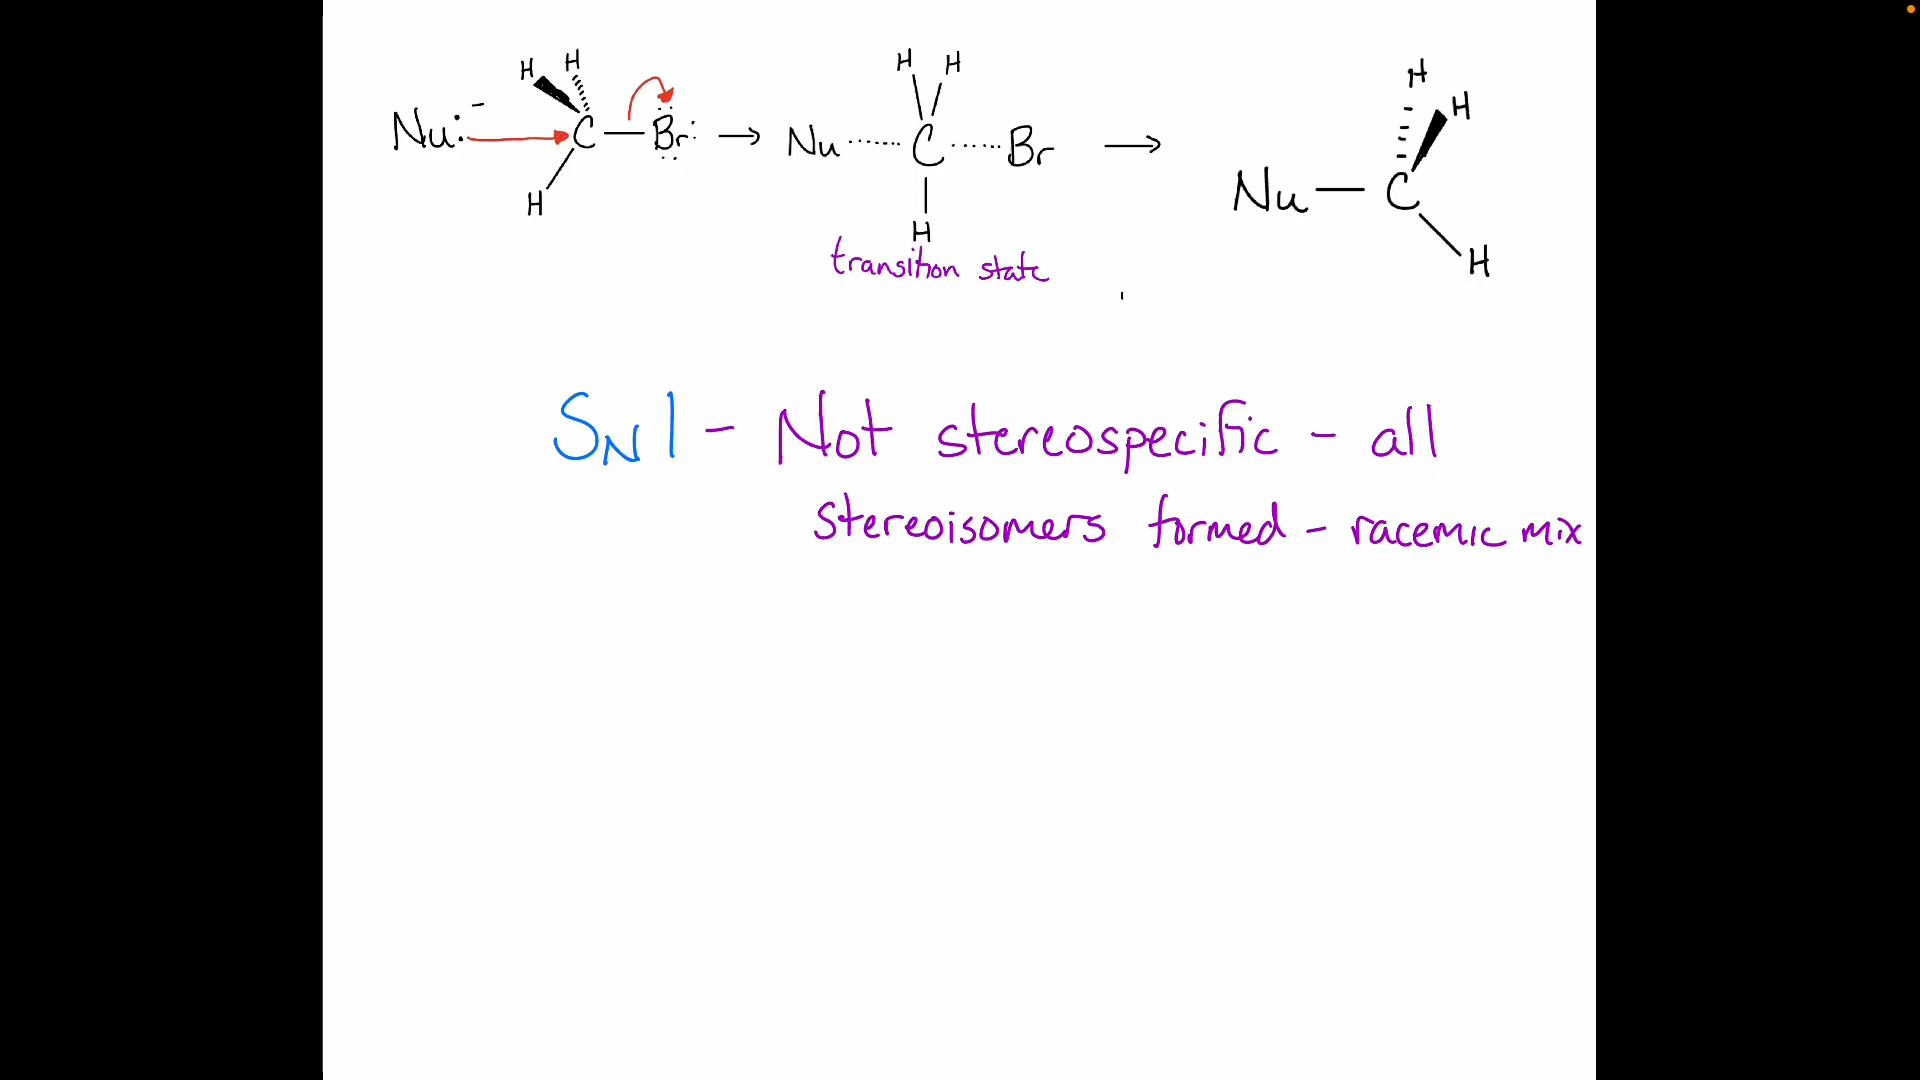 H H H H H
Nu:⁻ C — Br: → Nu ······ C ······ Br → H
H H Nu — C
transition state H
SN1 - Not stereospecific - all
stereoisomers formed - racemic mix